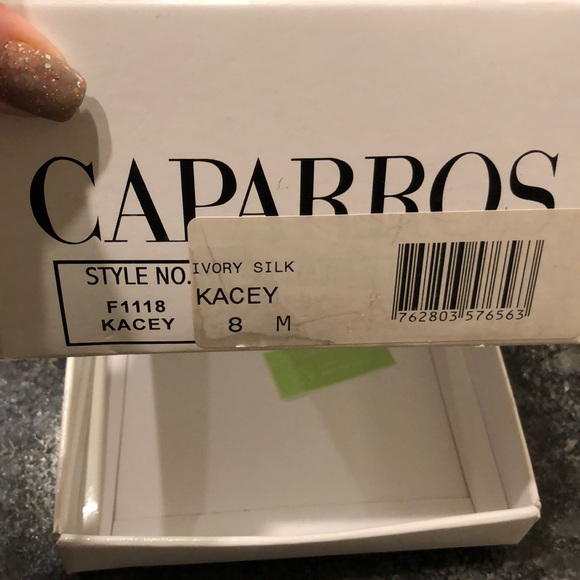 CAPARROS
STYLE NO.
F1118
KACEY
IVORY SILK
KACEY
8 M
762803 576563